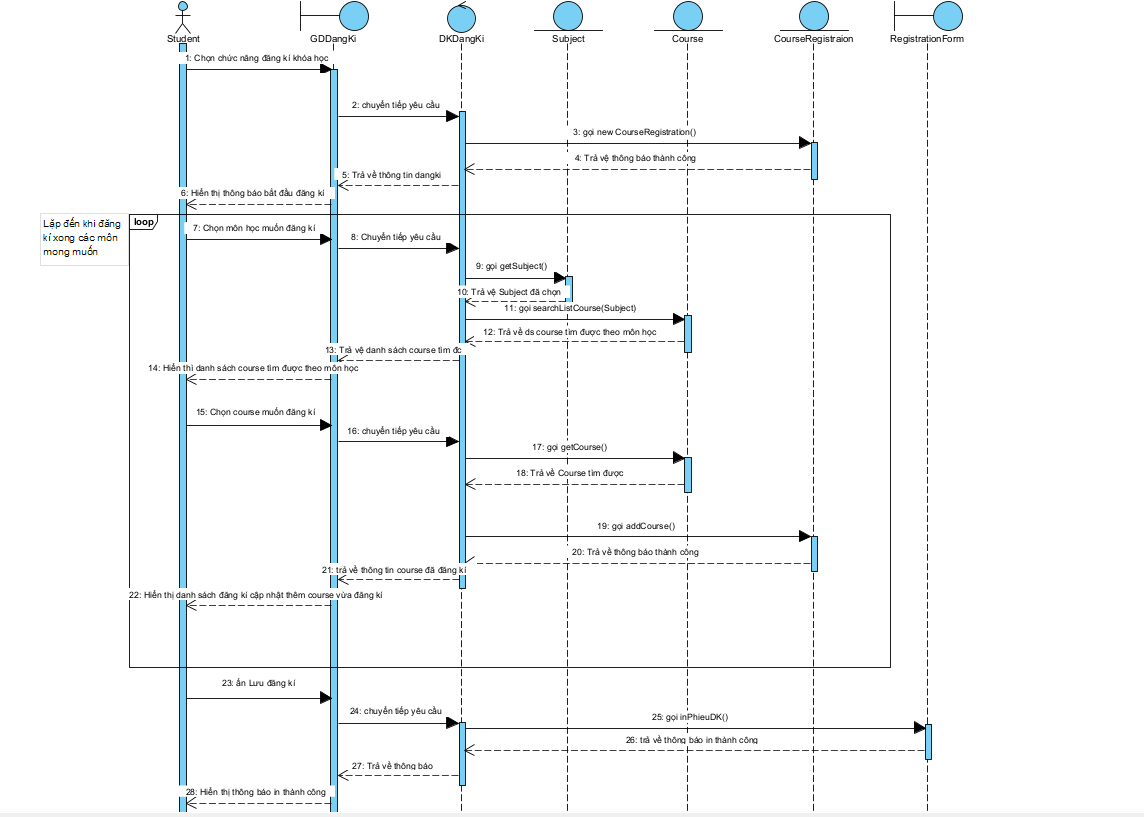 Student
GDDangKi
DKDangKi
Subject
Course
CourseRegistraion
RegistrationForm
1: Chọn chức năng đăng kí khóa học
2: chuyển tiếp yêu cầu
3: gọi new CourseRegistration()
4: Trả vệ thông báo thành công
5: Trả về thông tin dangki
6: Hiển thị thông báo bắt đầu đăng kí
Lặp đến khi đăng
kí xong các môn
mong muốn
loop
7: Chọn môn học muốn đăng kí
8: Chuyển tiếp yêu cầu
9: gọi getSubject()
10: Trả vệ Subject đã chọn
11: gọi searchListCourse(Subject)
12: Trả về ds course tìm được theo môn học
13: Trả vệ danh sách course tìm đc
14: Hiển thì danh sách course tìm được theo môn học
15: Chọn course muốn đăng kí
16: chuyển tiếp yêu cầu
17: gọi getCourse()
18: Trả về Course tìm được
19: gọi addCourse()
20: Trả về thông báo thành công
21: trả về thông tin course đã đăng kí
22: Hiển thị danh sách đăng kí cập nhật thêm course vừa đăng kí
23: ấn Lưu đăng kí
24: chuyển tiếp yêu cầu
25: gọi inPhieuDK()
26: trả về thông báo in thành công
27: Trả về thông báo
28: Hiển thị thông báo in thành công